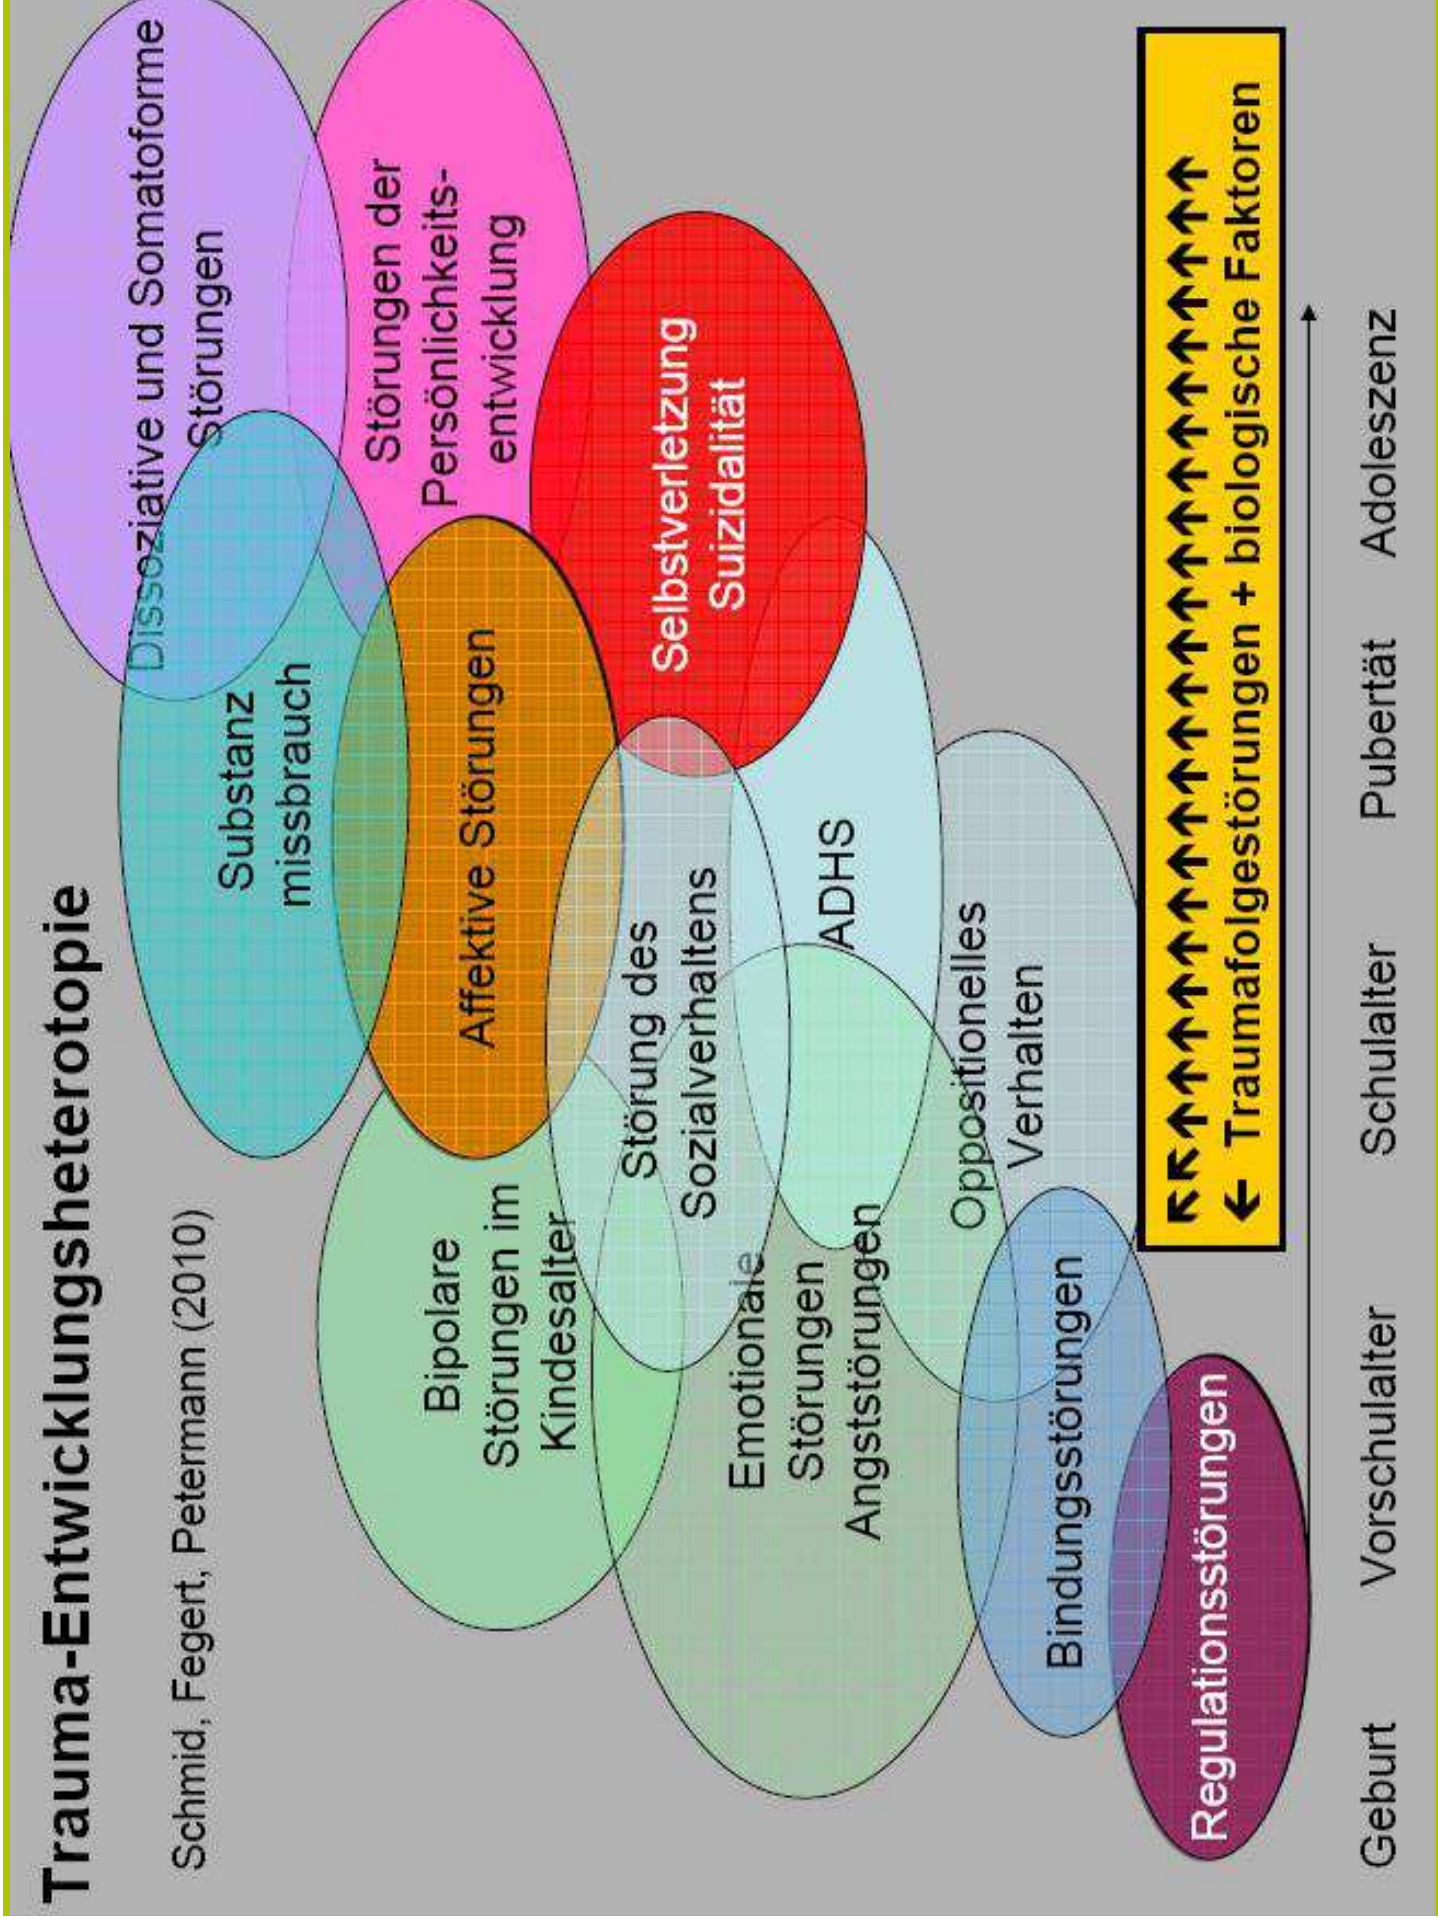 Trauma-Entwicklungsheterotopie
Schmid, Fegert, Petermann (2010)
Dissoziative und Somatoforme
Störungen
Substanz
missbrauch
Störungen der
Persönlichkeits-
entwicklung
Bipolare
Störungen im
Kindesalter
Affektive Störungen
Selbstverletzung
Suizidalität
Störung des
Sozialverhaltens
Emotionale
Störungen
Angststörungen
ADHS
Oppositionelles
Verhalten
Bindungsstörungen
Regulationsstörungen
Traumafolgestörungen + biologische Faktoren
Geburt Vorschulalter Schulalter Pubertät Adoleszenz